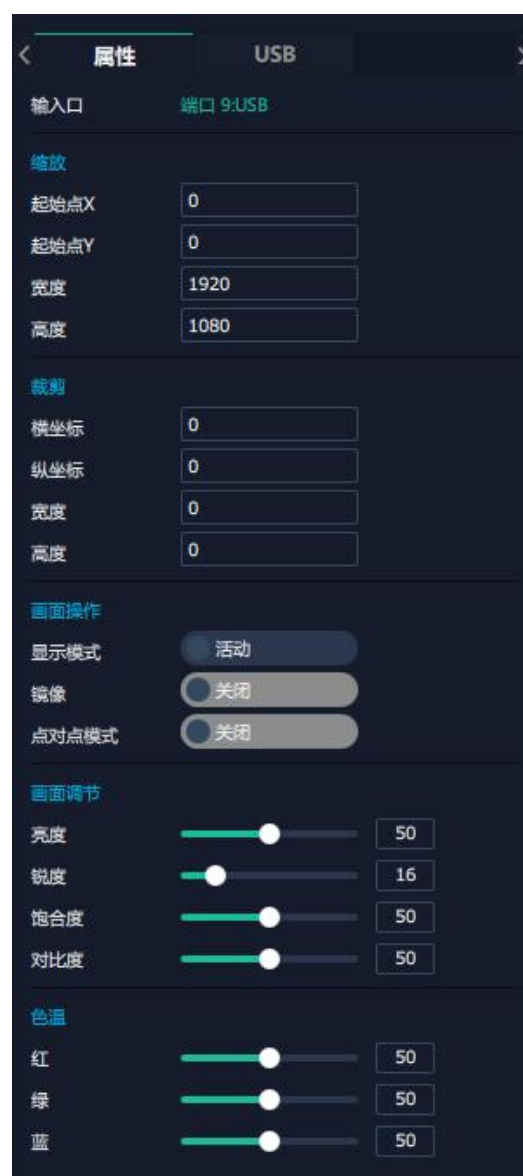 属性 USB
输入口 端口 9:USB
缩放
起始点X 0
起始点Y 0
宽度 1920
高度 1080
裁剪
横坐标 0
纵坐标 0
宽度 0
高度 0
画面操作
显示模式 活动
镜像 关闭
点对点模式 关闭
画面调节
亮度 50
锐度 16
饱合度 50
对比度 50
色温
红 50
绿 50
蓝 50